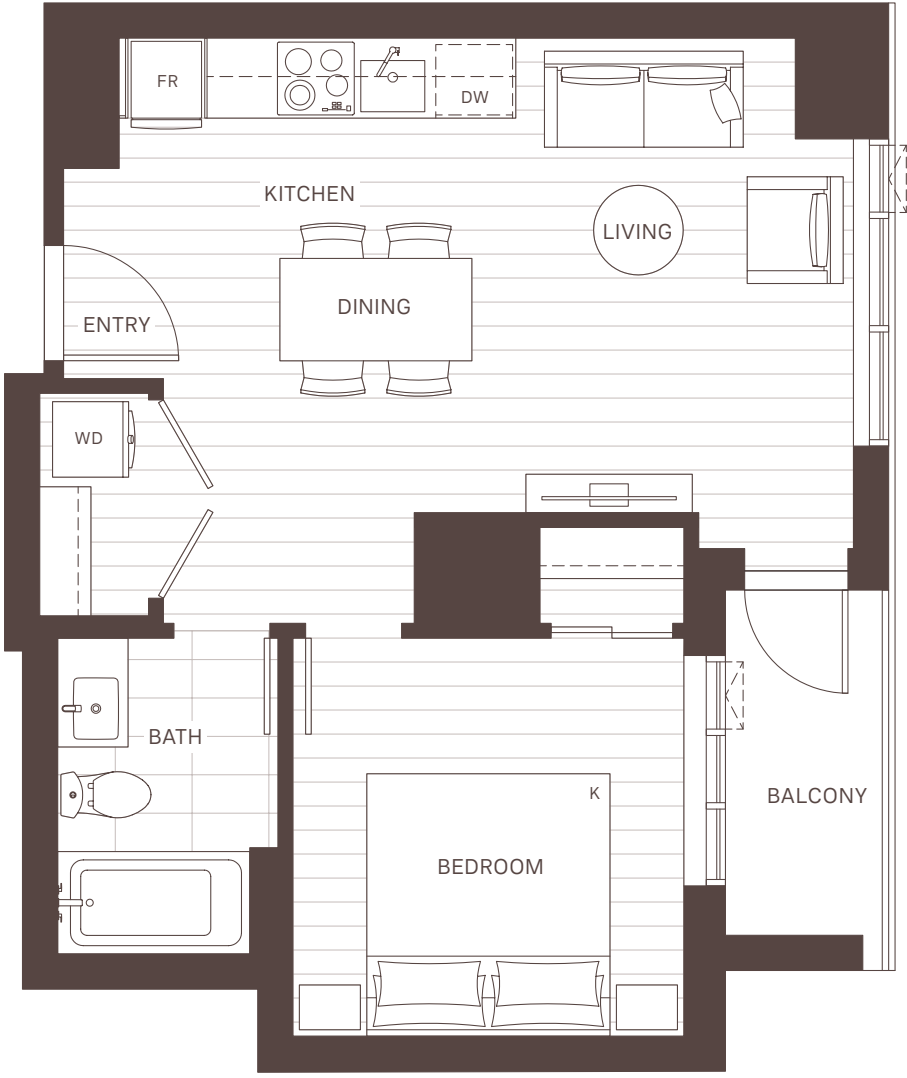 FR
DW
KITCHEN
LIVING
DINING
ENTRY
WD
BATH
K
BALCONY
BEDROOM